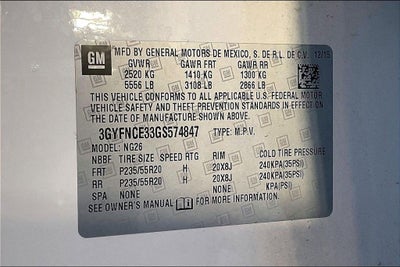 GM
MFD BY GENERAL MOTORS DE MEXICO, S. DE R.L. DE C.V. 12/15
GVWR GAWR FRT GAWR RR
2520 KG 1410 KG 1300 KG
5556 LB 3108 LB 2866 LB
THIS VEHICLE CONFORMS TO ALL APPLICABLE U.S. FEDERAL MOTOR
VEHICLE SAFETY AND THEFT PREVENTION STANDARDS IN EFFECT ON
THE DATE OF MANUFACTURE SHOWN ABOVE.
3GYFNCE33GS574847 TYPE: M.P.V.
MODEL: NG26
NBBF TIRE SIZE SPEED RTG RIM COLD TIRE PRESSURE
FRT P235/55R20 H 20X8J 240KPA(35PSI)
RR P235/55R20 H 20X8J 240KPA(35PSI)
SPA NONE NONE KPA(PSI)
SEE OWNER'S MANUAL FOR MORE INFORMATION.